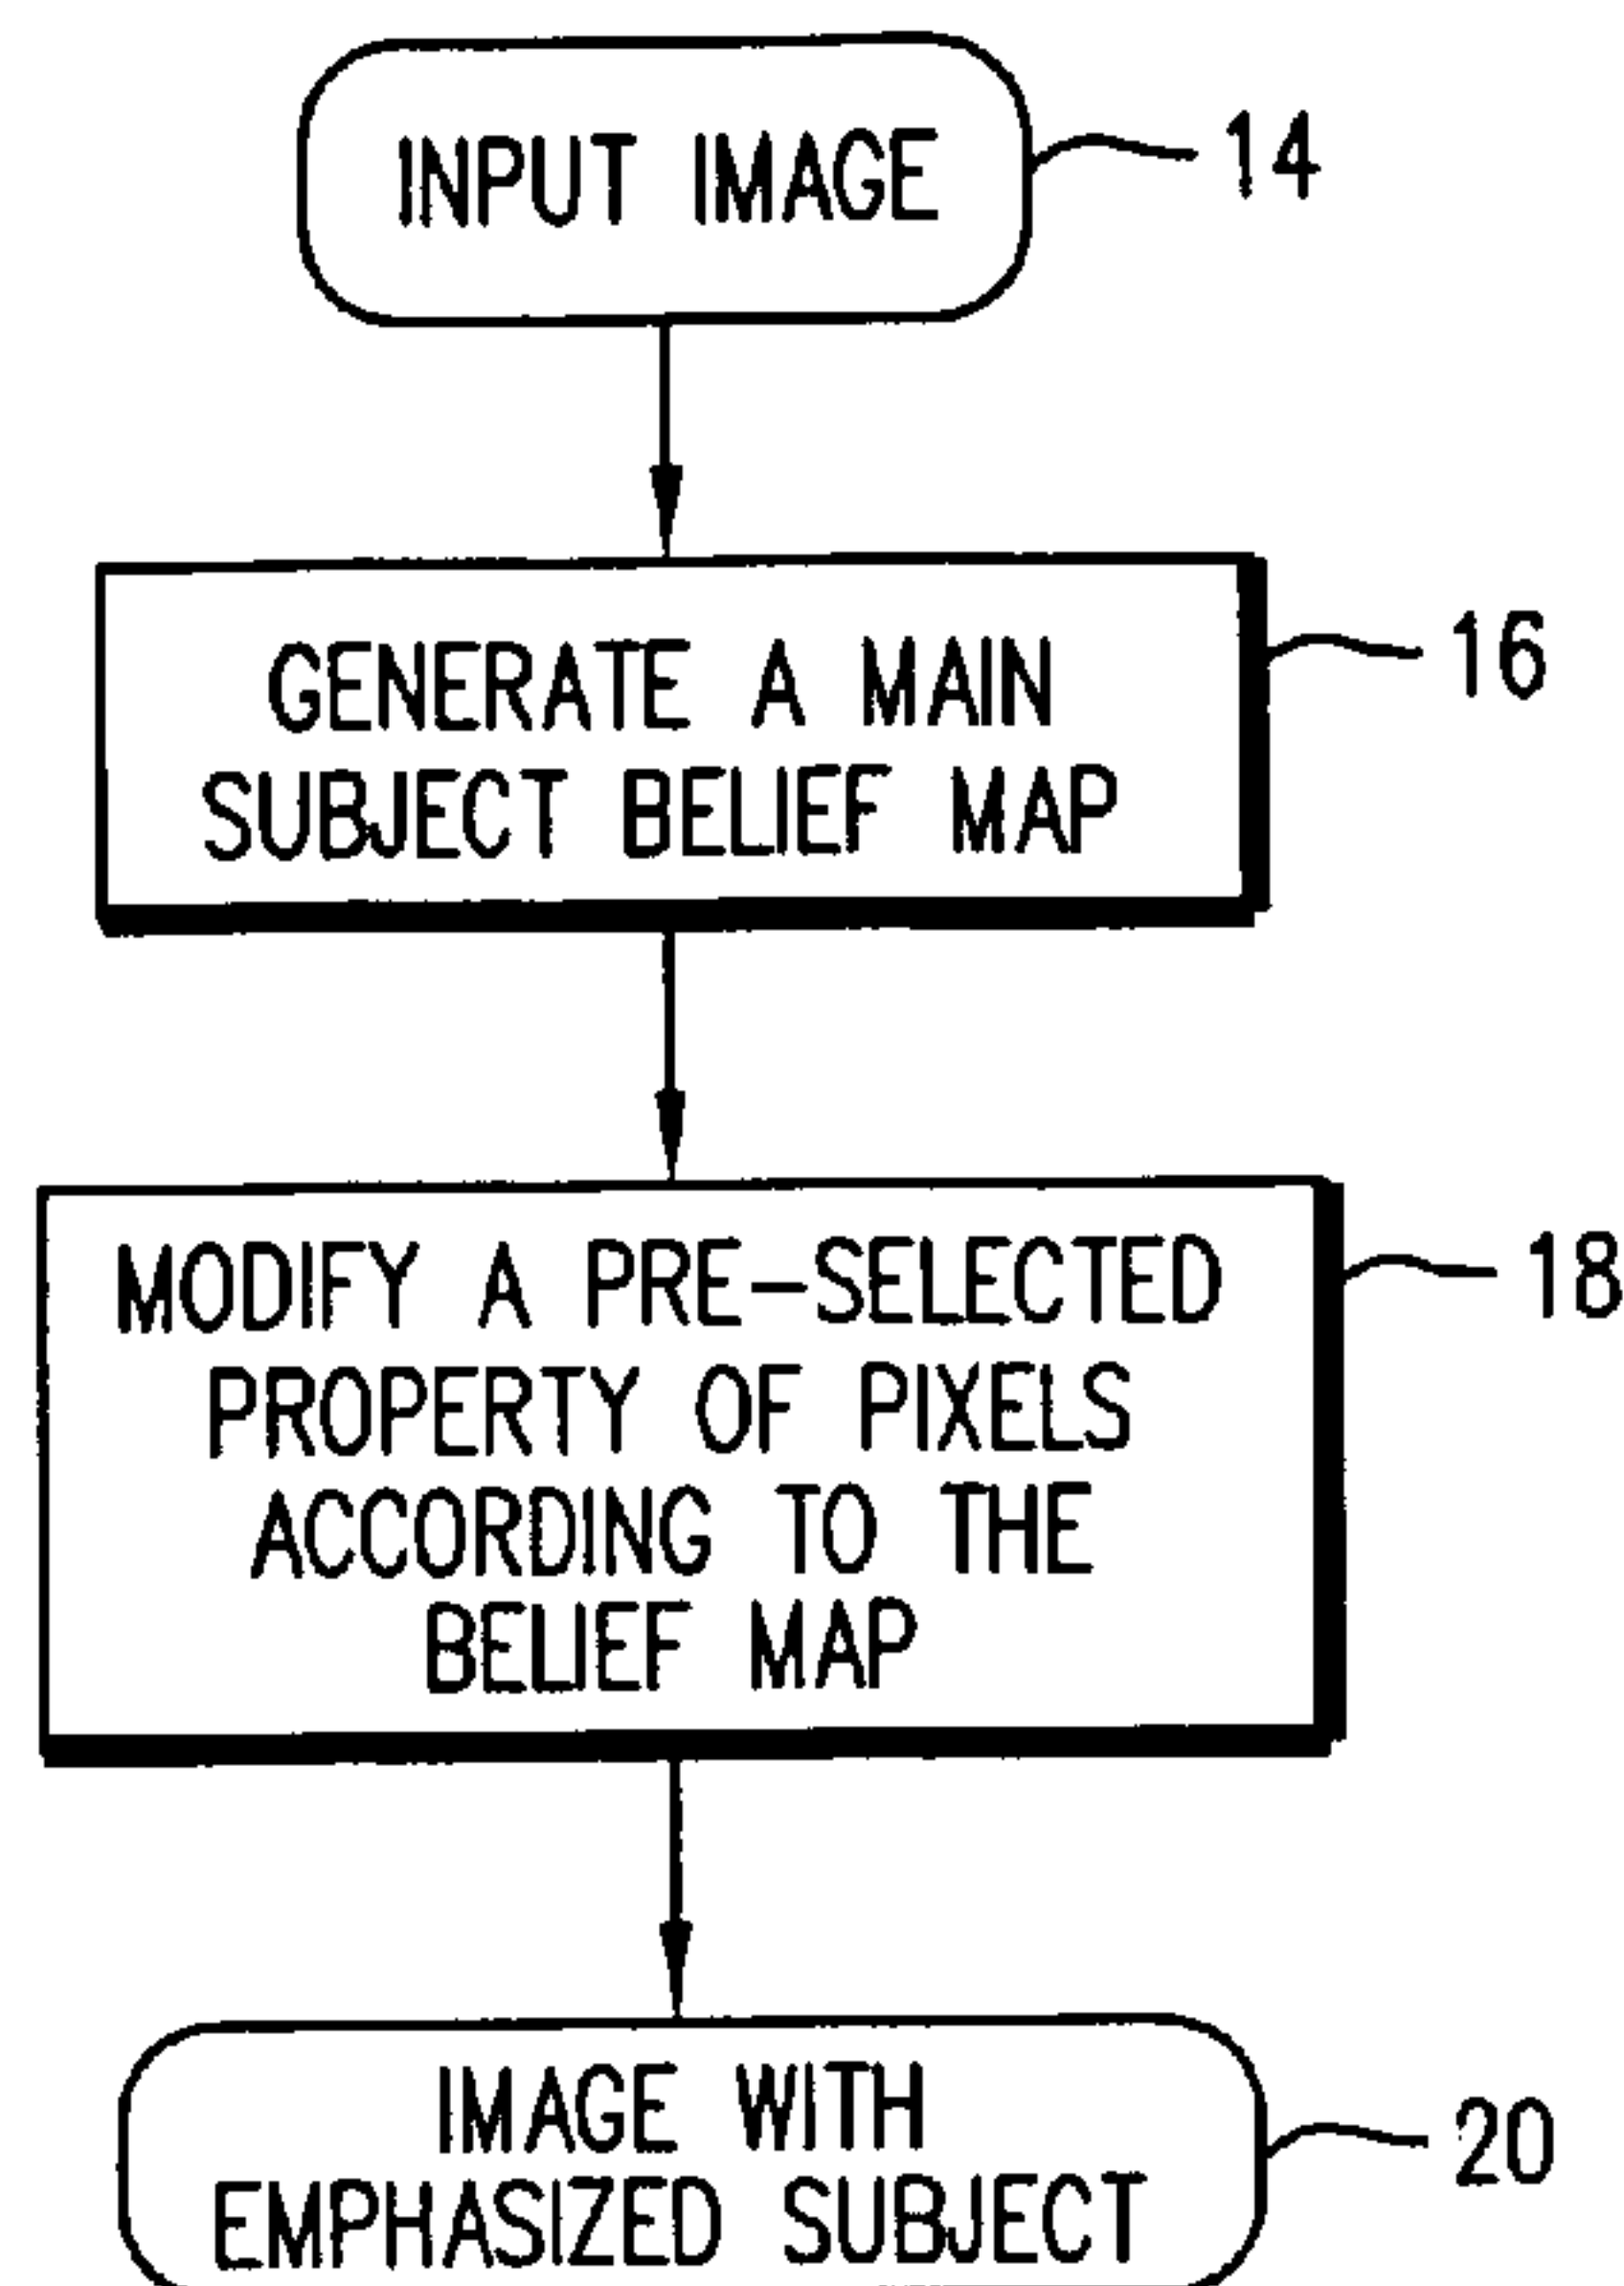 INPUT IMAGE
14
GENERATE A MAIN
SUBJECT BELIEF MAP
16
MODIFY A PRE-SELECTED
PROPERTY OF PIXELS
ACCORDING TO THE
BELIEF MAP
18
IMAGE WITH
EMPHASIZED SUBJECT
20